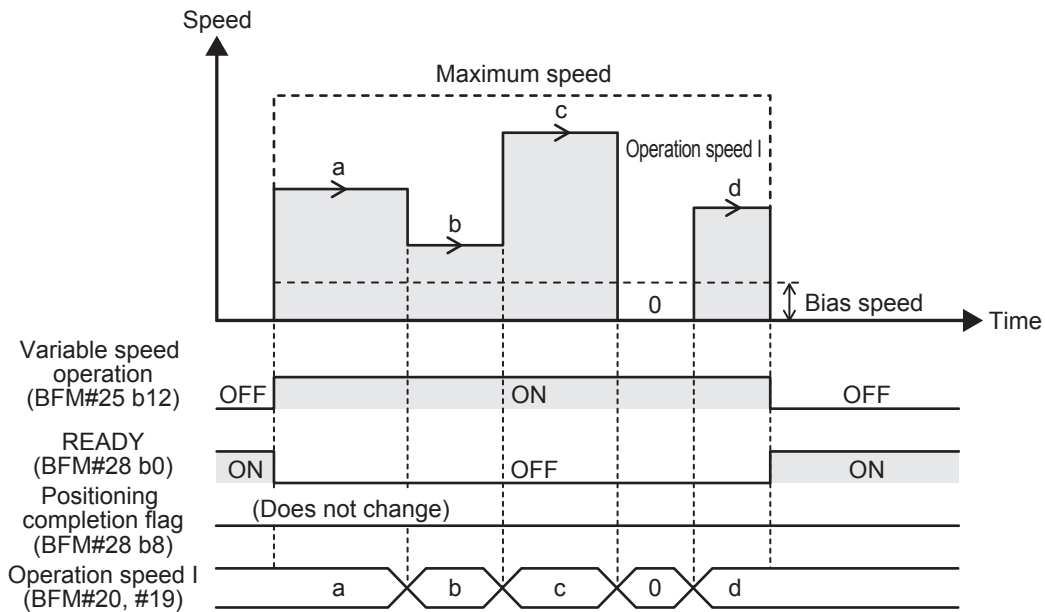 Speed
Maximum speed
c
Operation speed I
a
d
b
0
Bias speed
Time
Variable speed
operation
(BFM#25 b12)
OFF
ON
OFF
READY
(BFM#28 b0)
ON
OFF
ON
Positioning
completion flag
(BFM#28 b8)
(Does not change)
Operation speed I
(BFM#20, #19)
a
b
c
0
d